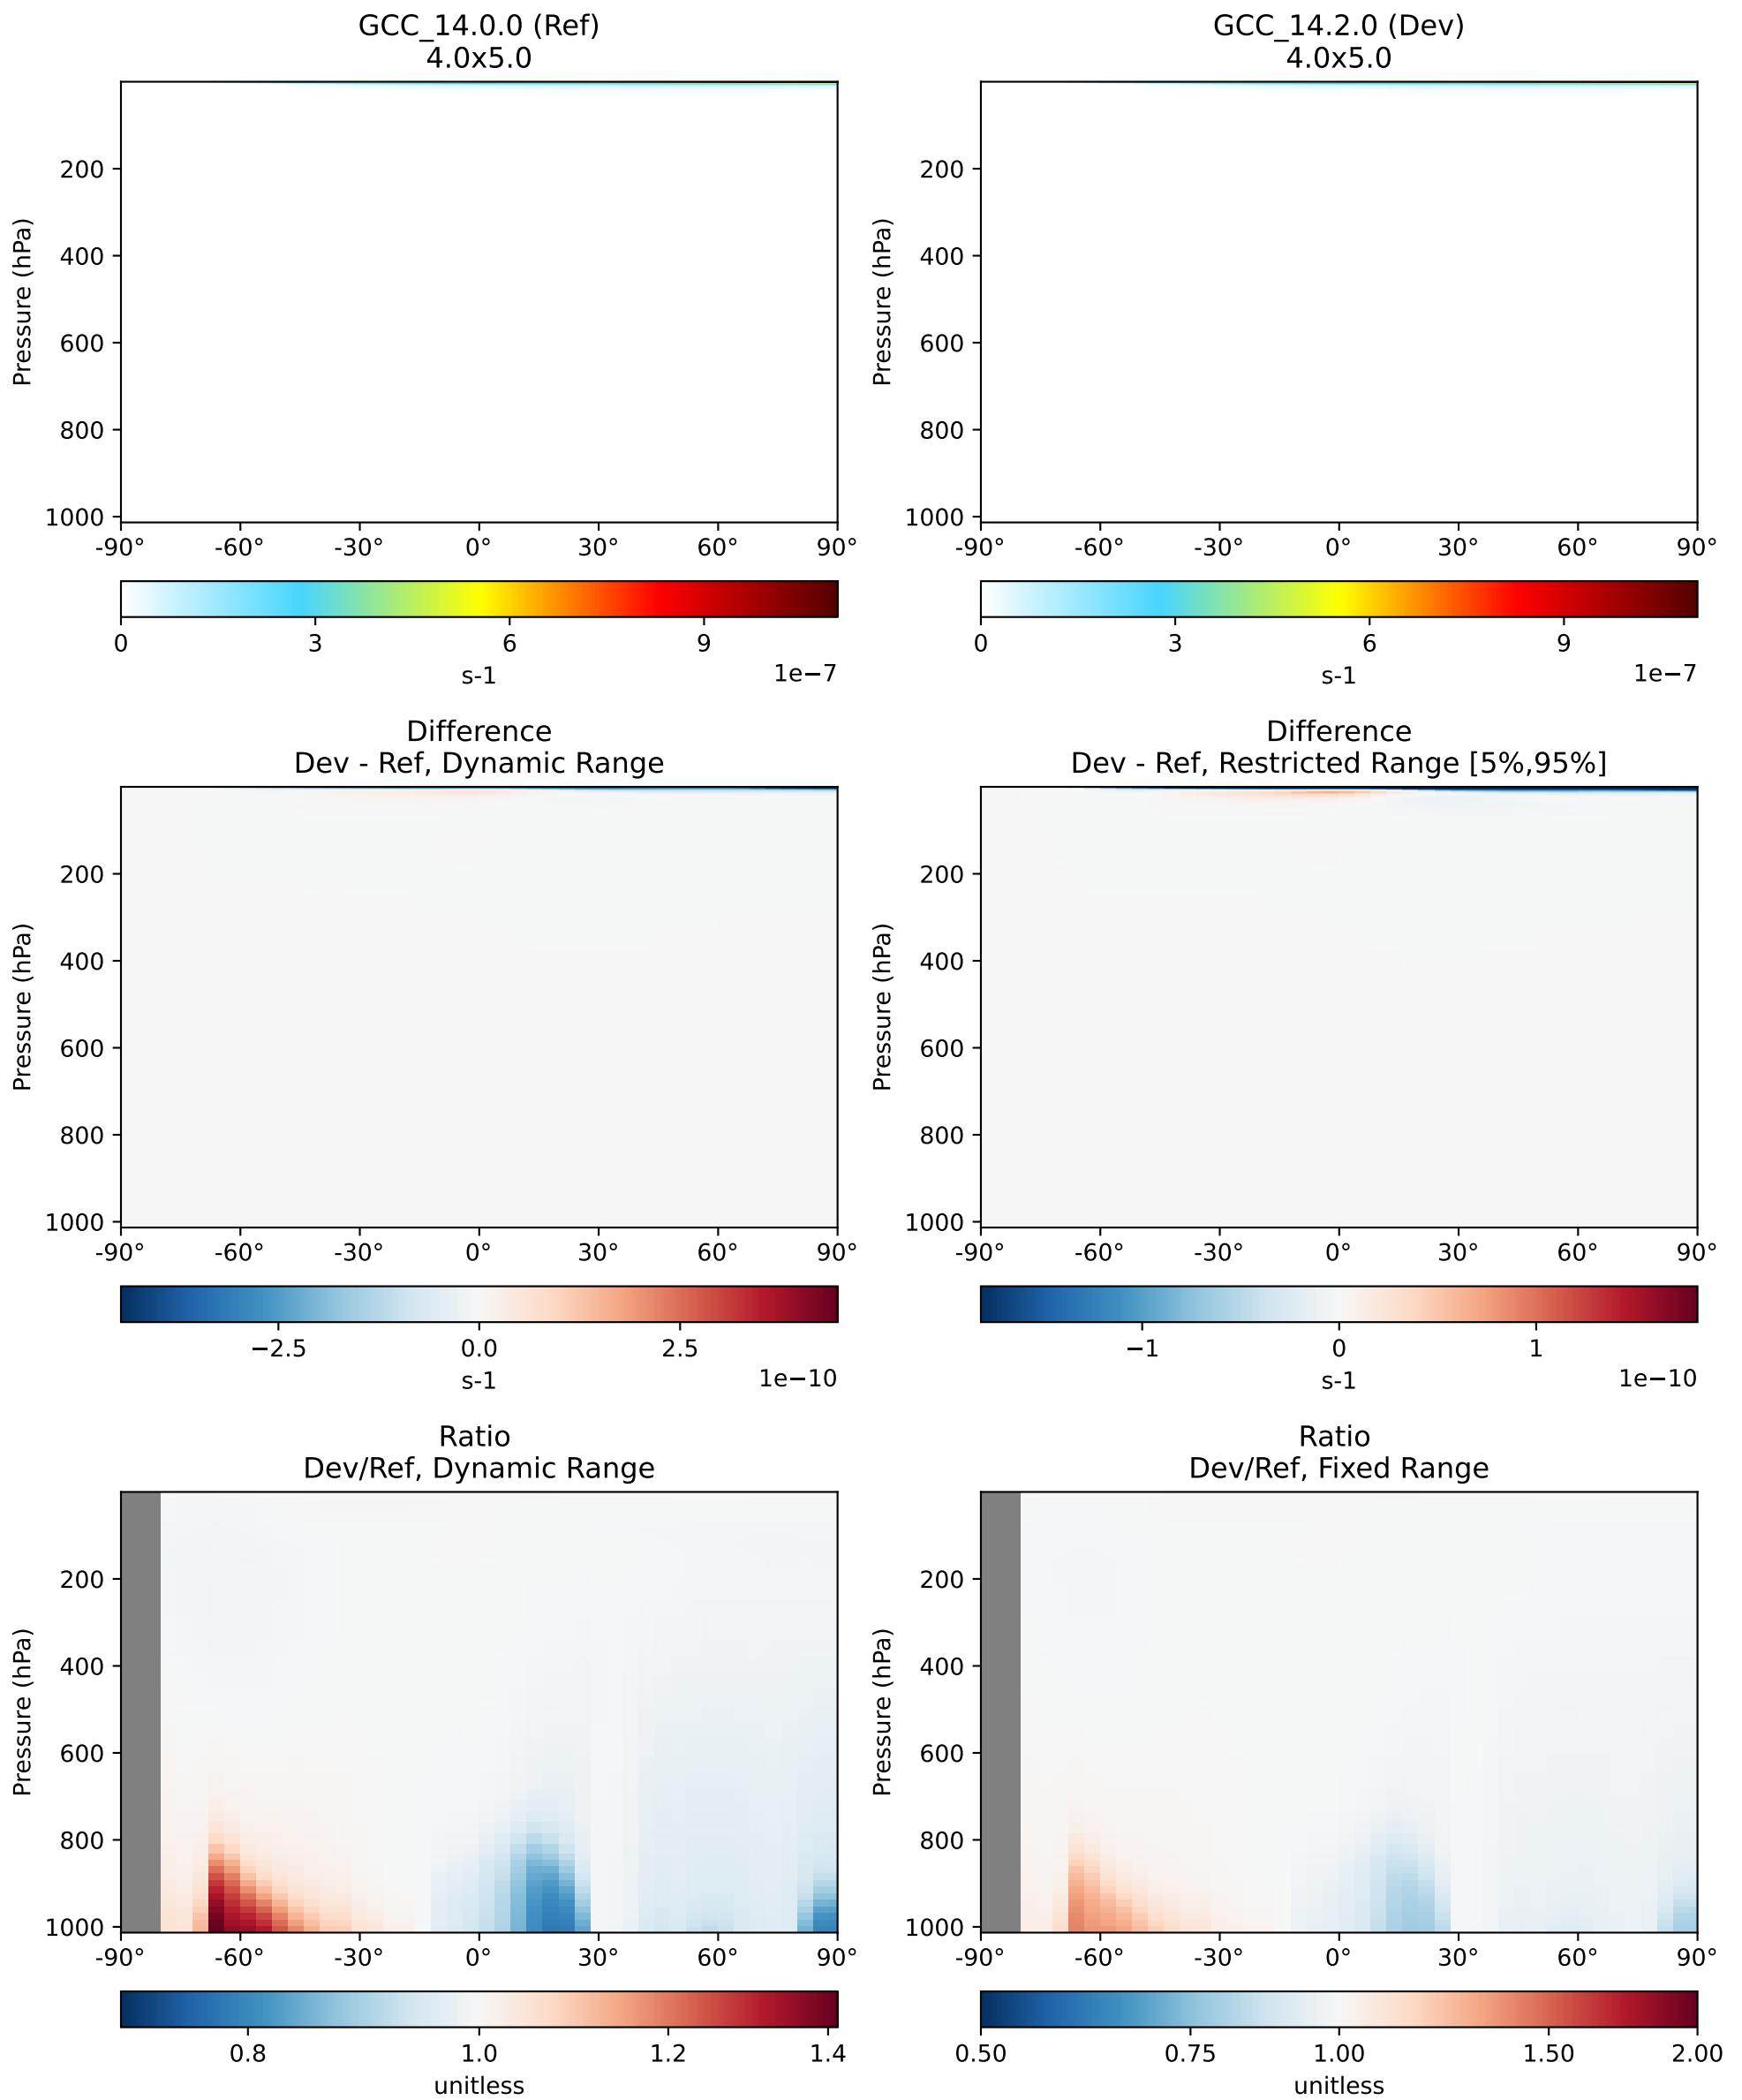 GCC_14.0.0 (Ref)
4.0x5.0
Pressure (hPa)
200
400
600
800
1000
-90° -60° -30° 0° 30° 60° 90°
0 3 6 9
s-1
1e−7
GCC_14.2.0 (Dev)
4.0x5.0
Pressure (hPa)
200
400
600
800
1000
-90° -60° -30° 0° 30° 60° 90°
0 3 6 9
s-1
1e−7
Difference
Dev - Ref, Dynamic Range
Pressure (hPa)
200
400
600
800
1000
-90° -60° -30° 0° 30° 60° 90°
−2.5 0.0 2.5
s-1
1e−10
Difference
Dev - Ref, Restricted Range [5%,95%]
Pressure (hPa)
200
400
600
800
1000
-90° -60° -30° 0° 30° 60° 90°
−1 0 1
s-1
1e−10
Ratio
Dev/Ref, Dynamic Range
Pressure (hPa)
200
400
600
800
1000
-90° -60° -30° 0° 30° 60° 90°
0.8 1.0 1.2 1.4
unitless
Ratio
Dev/Ref, Fixed Range
Pressure (hPa)
200
400
600
800
1000
-90° -60° -30° 0° 30° 60° 90°
0.50 0.75 1.00 1.50 2.00
unitless